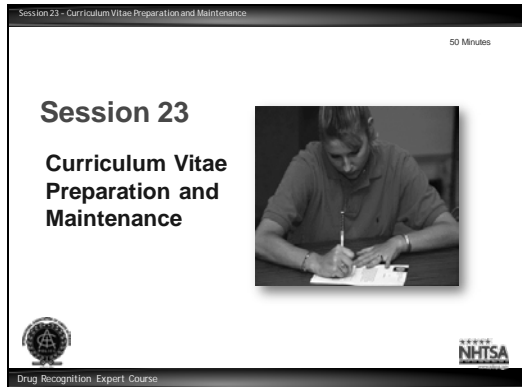 Session 23 - Curriculum Vitae Preparation and Maintenance
50 Minutes
Session 23
Curriculum Vitae
Preparation and
Maintenance
NHTSA
Drug Recognition Expert Course